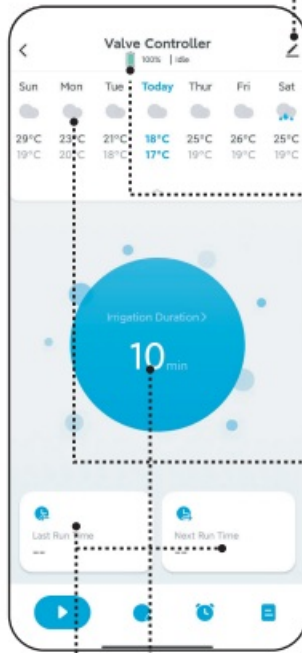 Valve Controller
100% | Idle
Sun Mon Tue Today Thur Fri Sat
29°C 23°C 21°C 18°C 25°C 26°C 25°C
19°C 20°C 18°C 17°C 19°C 19°C 19°C
Irrigation Duration >
10 min
Last Run Time Next Run Time
-- --